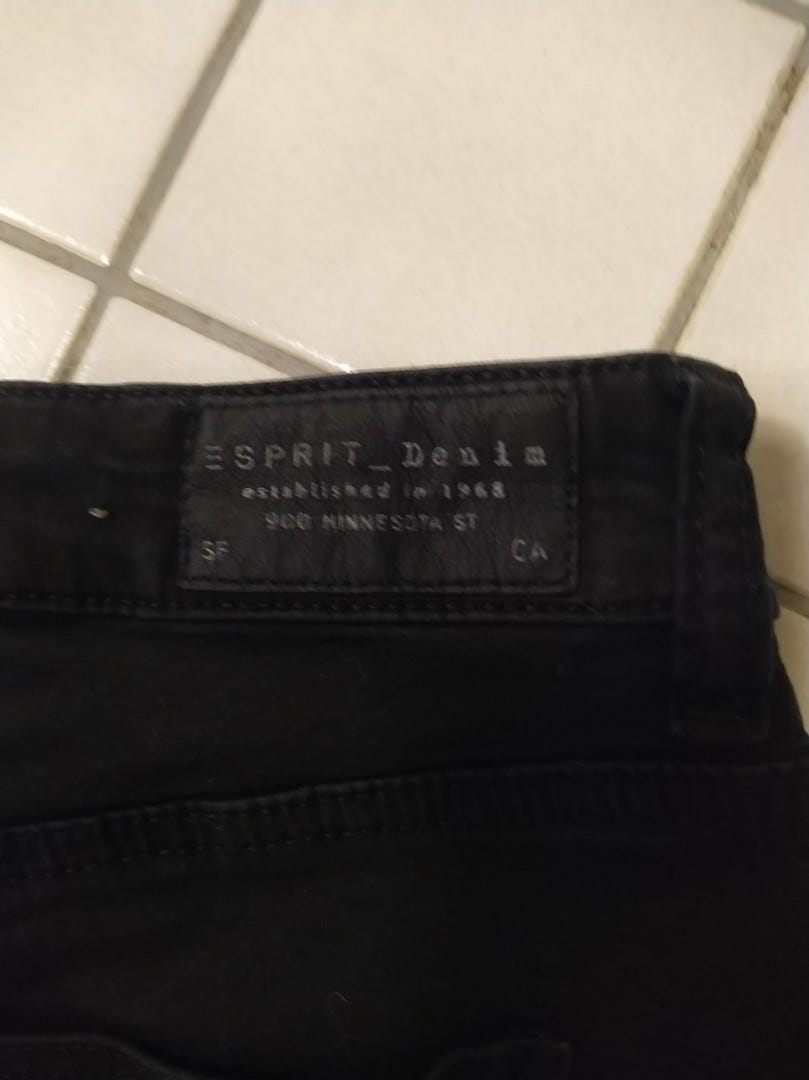 ESPRIT_Denim
established in 1968
900 MINNESOTA ST
SF CA